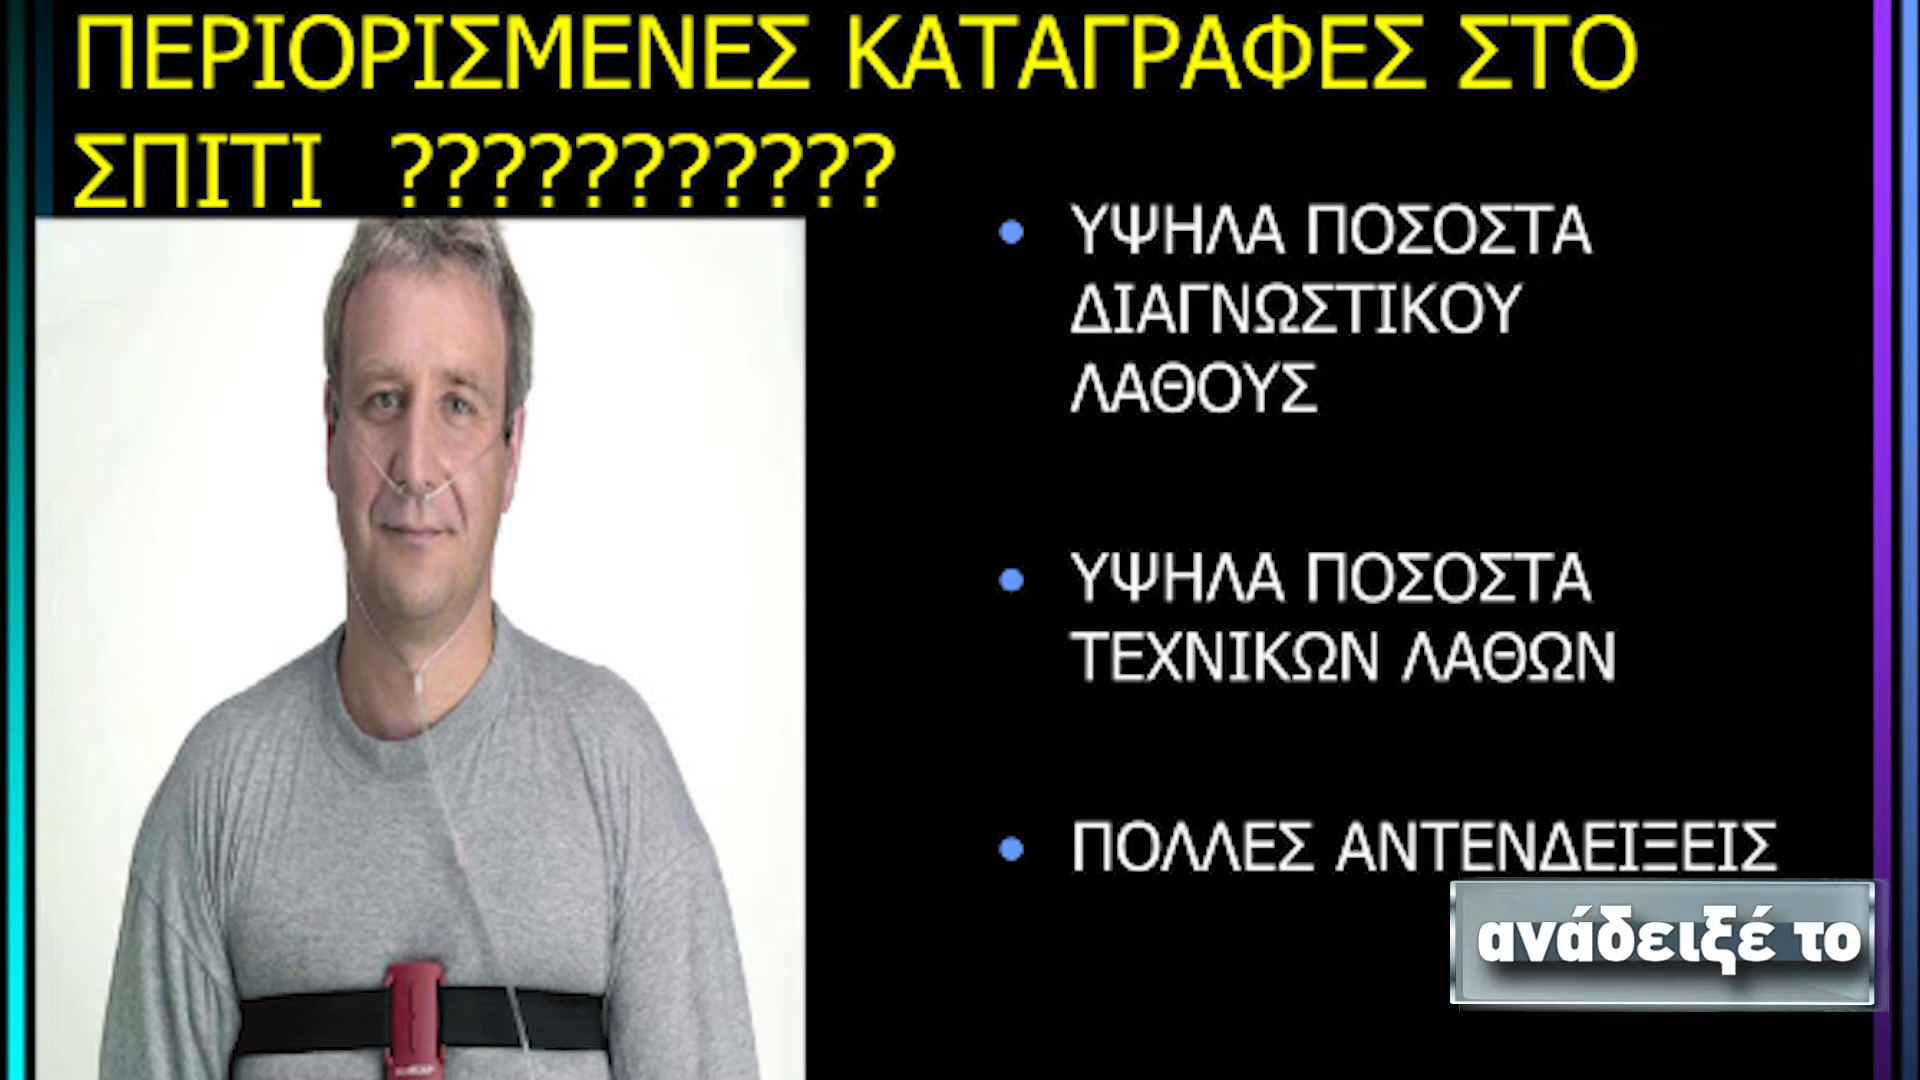 ΠΕΡΙΟΡΙΣΜΕΝΕΣ ΚΑΤΑΓΡΑΦΕΣ ΣΤΟ
ΣΠΙΤΙ ???????????
ΥΨΗΛΑ ΠΟΣΟΣΤΑ
ΔΙΑΓΝΩΣΤΙΚΟΥ
ΛΑΘΟΥΣ
ΥΨΗΛΑ ΠΟΣΟΣΤΑ
ΤΕΧΝΙΚΩΝ ΛΑΘΩΝ
ΠΟΛΛΕΣ ΑΝΤΕΝΔΕΙΞΕΙΣ
ανάδειξέ το